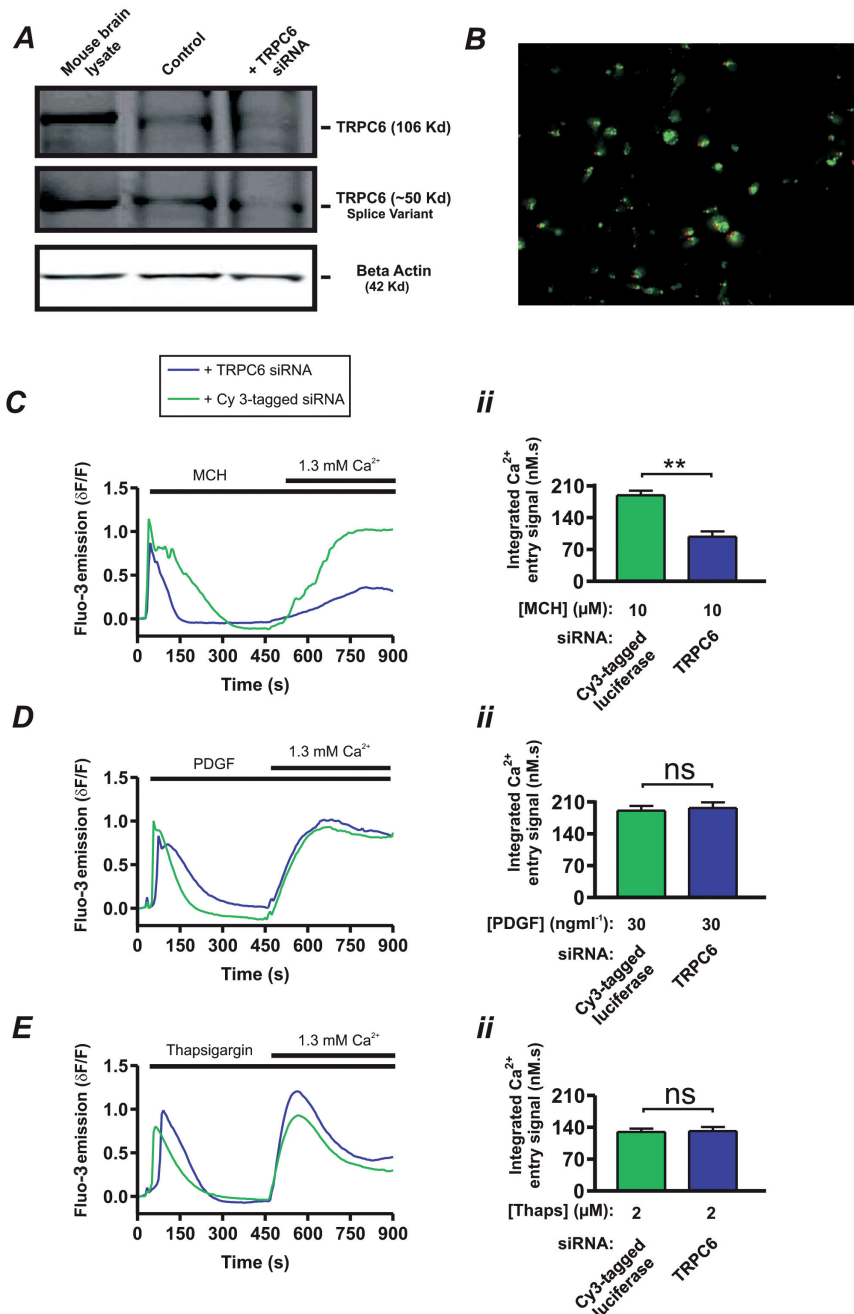 A
Mouse brain
lysate
Control
+ TRPC6
siRNA
TRPC6 (106 Kd)
TRPC6 (~50 Kd)
Splice Variant
Beta Actin
(42 Kd)
B
+ TRPC6 siRNA
+ Cy 3-tagged siRNA
C
MCH
1.3 mM Ca²⁺
Fluo-3 emission (δF/F)
1.5
1.0
0.5
0.0
0 150 300 450 600 750 900
Time (s)
ii
Integrated Ca²⁺
entry signal (nM.s)
210
140
70
0
**
[MCH] (µM): 10 10
siRNA:
Cy3-tagged
luciferase
TRPC6
D
PDGF
1.3 mM Ca²⁺
Fluo-3 emission (δF/F)
1.5
1.0
0.5
0.0
0 150 300 450 600 750 900
Time (s)
ii
Integrated Ca²⁺
entry signal (nM.s)
210
140
70
0
ns
[PDGF] (ngml⁻¹): 30 30
siRNA:
Cy3-tagged
luciferase
TRPC6
E
Thapsigargin
1.3 mM Ca²⁺
Fluo-3 emission (δF/F)
1.5
1.0
0.5
0.0
0 150 300 450 600 750 900
Time (s)
ii
Integrated Ca²⁺
entry signal (nM.s)
210
140
70
0
ns
[Thaps] (µM): 2 2
siRNA:
Cy3-tagged
luciferase
TRPC6